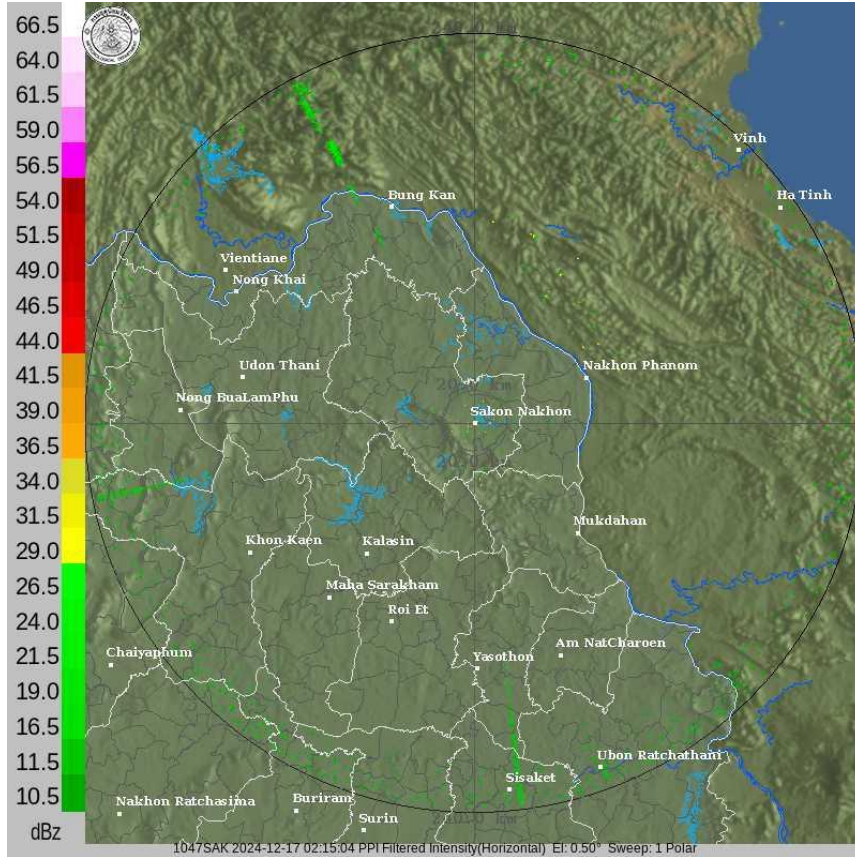 66.5
64.0
61.5
59.0
56.5
54.0
51.5
49.0
46.5
44.0
41.5
39.0
36.5
34.0
31.5
29.0
26.5
24.0
21.5
19.0
16.5
11.5
10.5
dBz
Vinh
Ha Tinh
Bung Kan
Vientiane
Nong Khai
Udon Thani
Nakhon Phanom
Nong BuaLamPhu
Sakon Nakhon
Mukdahan
Khon Kaen
Kalasin
Maha Sarakham
Roi Et
Am NatCharoen
Yasothon
Chaiyaphum
Ubon Ratchathani
Sisaket
Nakhon Ratchasima
Buriram
Surin
1047SAK 2024-12-17 02:15:04 PPI Filtered Intensity(Horizontal) El: 0.50° Sweep: 1 Polar